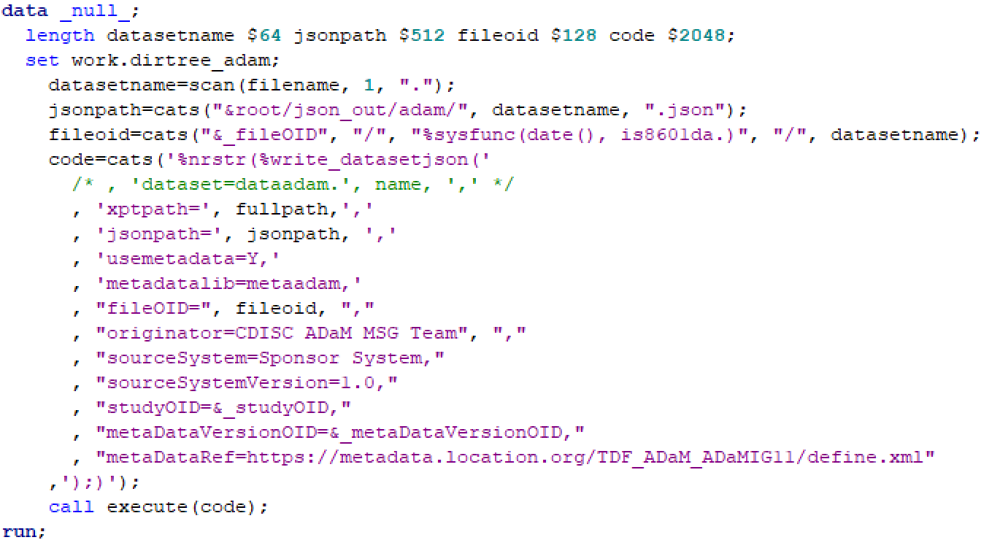 data _null_;
  length datasetname $64 jsonpath $512 fileoid $128 code $2048;
  set work.dirtree_adam;
    datasetname=scan(filename, 1, ".");
    jsonpath=cats("&root/json_out/adam/", datasetname, ".json");
    fileoid=cats("&_fileOID", "/", "%sysfunc(date(), is8601da.)", "/", datasetname);
    code=cats('%nrstr(%write_datasetjson('
      /* , 'dataset=dataadam.', name, ',' */
      , 'xptpath=', fullpath,','
      , 'jsonpath=', jsonpath, ','
      , 'usemetadata=Y,'
      , 'metadatalib=metaadam,'
      , "fileOID=", fileoid, ","
      , "originator=CDISC ADaM MSG Team", ","
      , "sourceSystem=Sponsor System,"
      , "sourceSystemVersion=1.0,"
      , "studyOID=&_studyOID,"
      , "metaDataVersionOID=&_metaDataVersionOID,"
      , "metaDataRef=https://metadata.location.org/TDF_ADaM_ADaMIG11/define.xml"
    ,');)');
    call execute(code);
run;